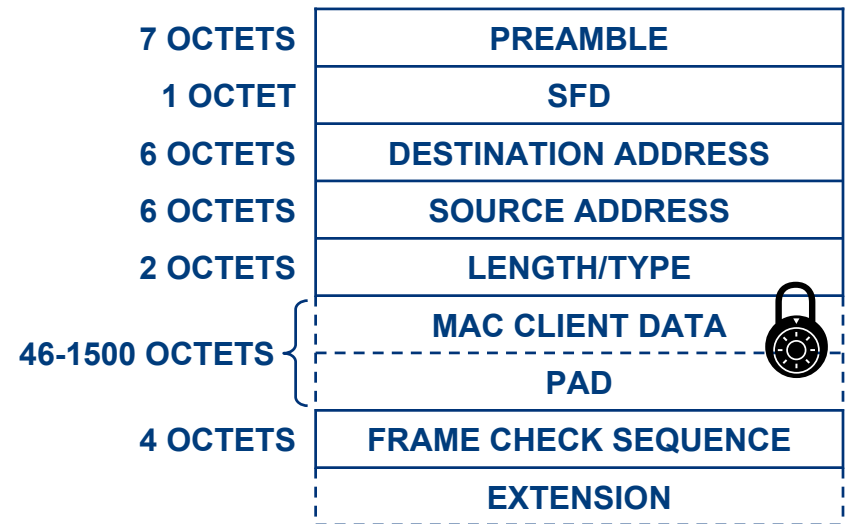 7 OCTETS PREAMBLE
1 OCTET SFD
6 OCTETS DESTINATION ADDRESS
6 OCTETS SOURCE ADDRESS
2 OCTETS LENGTH/TYPE
46-1500 OCTETS MAC CLIENT DATA
PAD
4 OCTETS FRAME CHECK SEQUENCE
EXTENSION